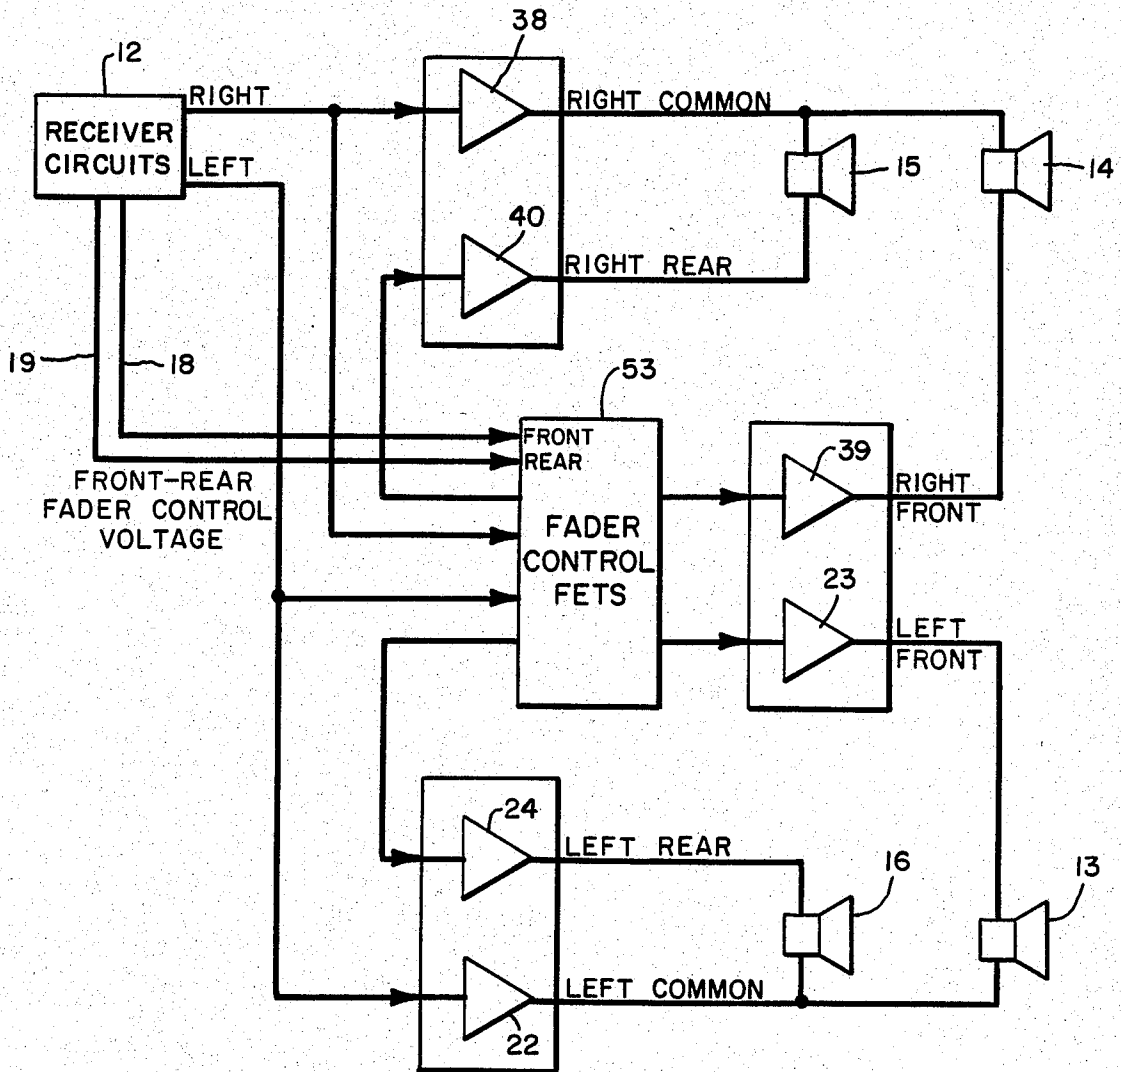 12
RECEIVER
CIRCUITS
RIGHT
LEFT
38
RIGHT COMMON
15
14
40
RIGHT REAR
19
18
53
FRONT
REAR
FRONT-REAR
FADER CONTROL
VOLTAGE
FADER
CONTROL
FETS
39
RIGHT
FRONT
23
LEFT
FRONT
24
LEFT REAR
16
13
22
LEFT COMMON